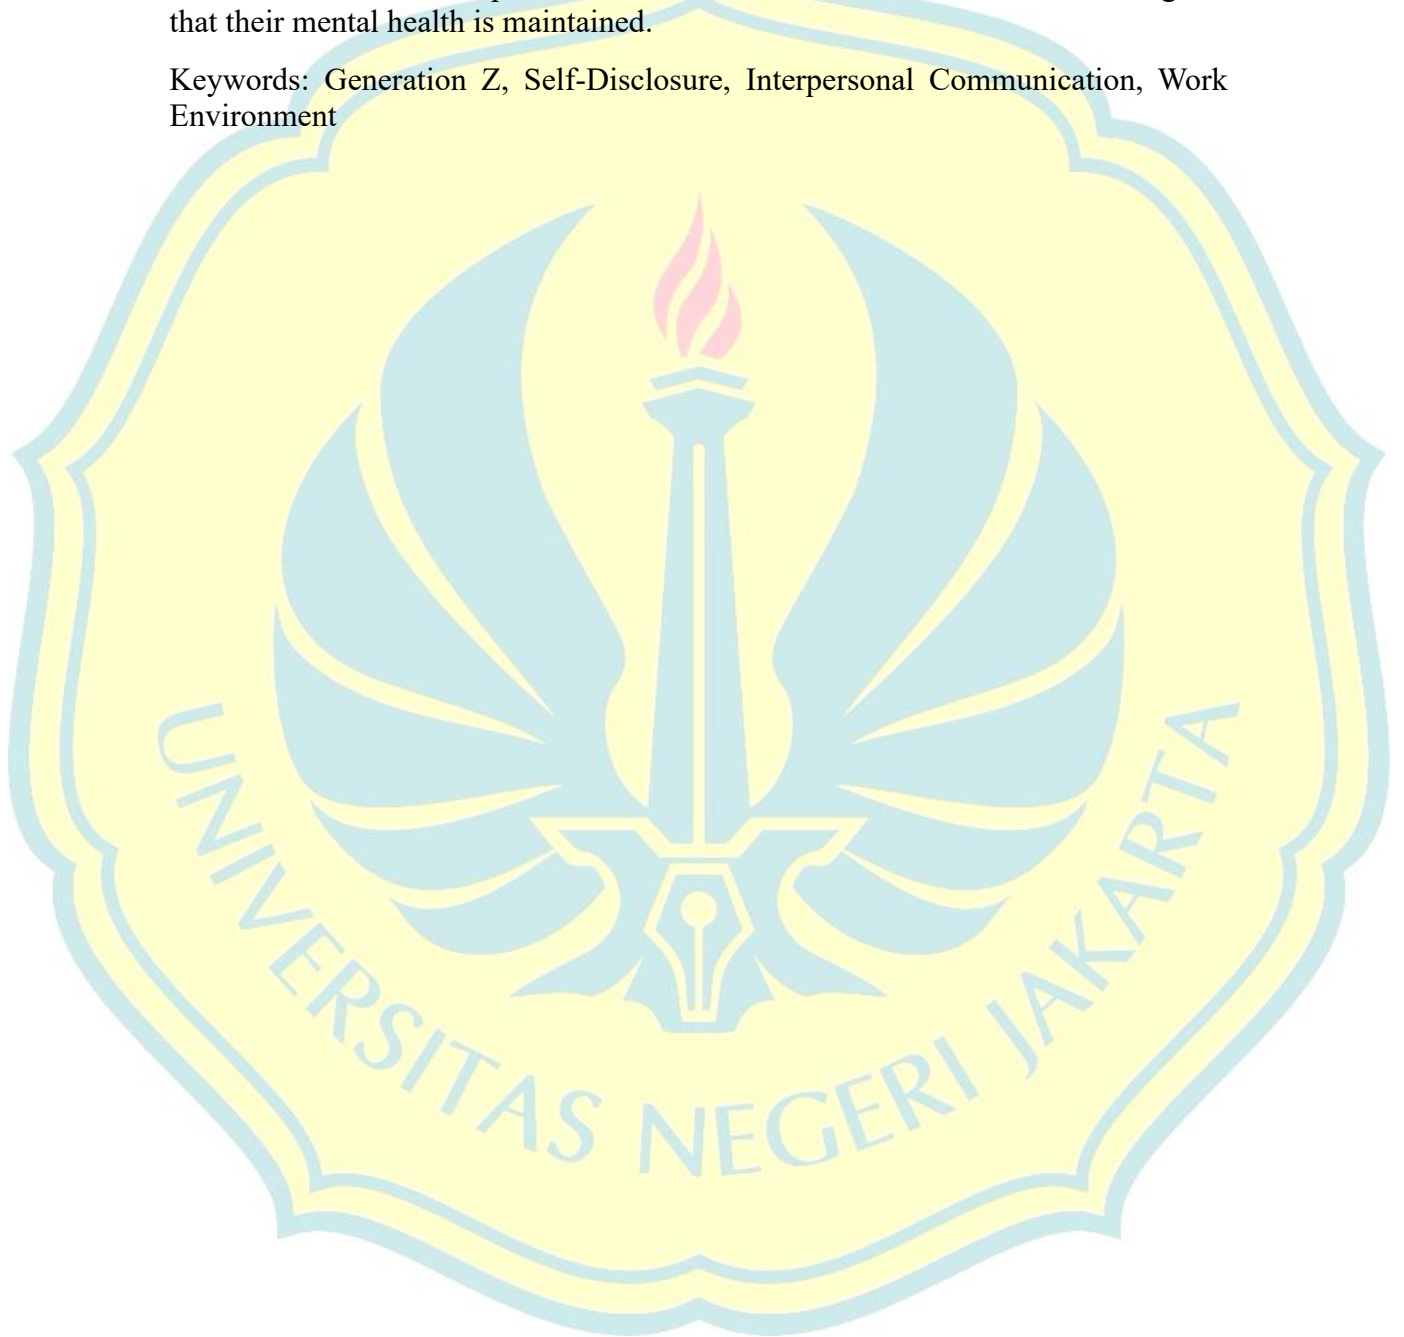 that their mental health is maintained.
Keywords: Generation Z, Self-Disclosure, Interpersonal Communication, Work
Environment
UNIVERSITAS NEGERI JAKARTA